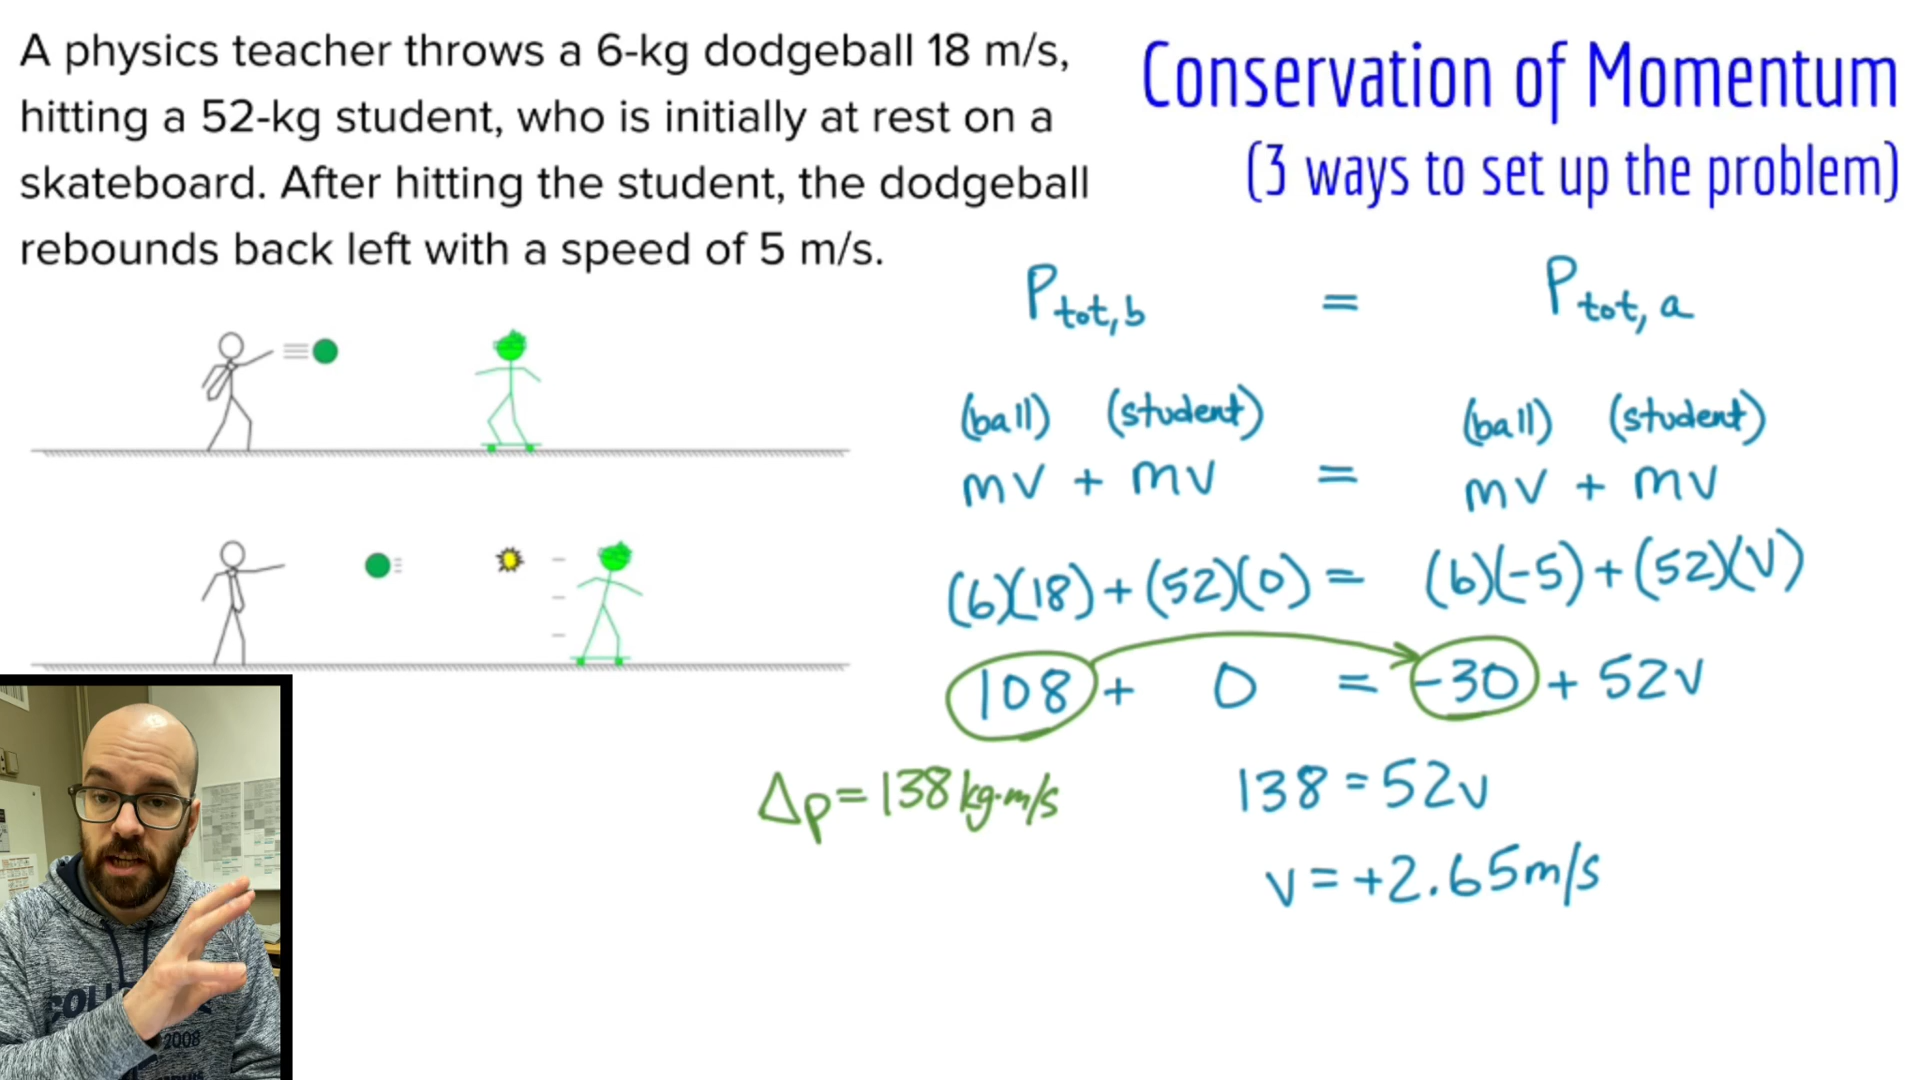 A physics teacher throws a 6-kg dodgeball 18 m/s,
hitting a 52-kg student, who is initially at rest on a
skateboard. After hitting the student, the dodgeball
rebounds back left with a speed of 5 m/s.
Conservation of Momentum
(3 ways to set up the problem)
P tot, b = P tot, a
(ball) (student) (ball) (student)
mv + mv = mv + mv
(6)(18) + (52)(0) = (6)(-5) + (52)(v)
108 + 0 = -30 + 52v
Δp = 138 kg·m/s
138 = 52v
v = +2.65 m/s
2008